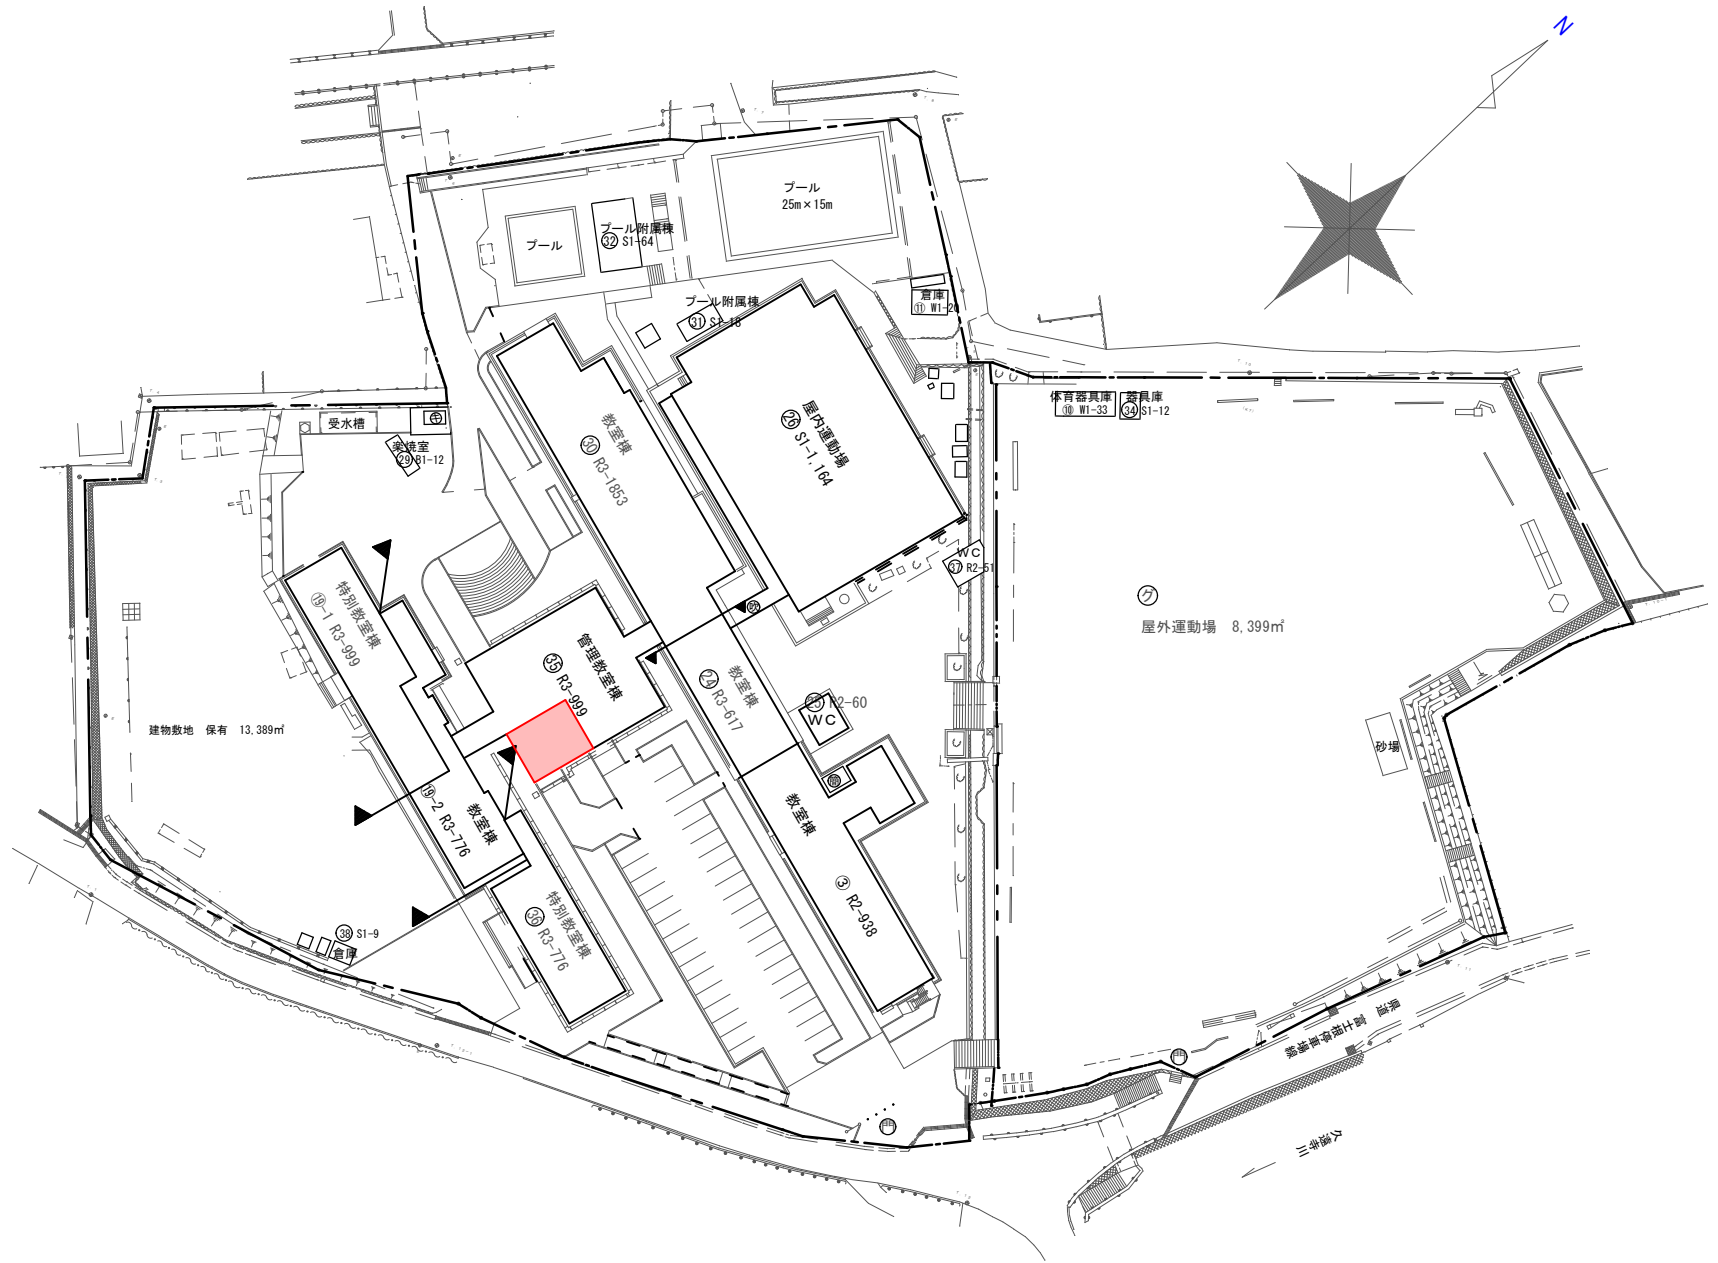 N
プール
25m×15m
プール附属棟
㉜ S1-64
プール
プール附属棟
㉛ S1-18
倉庫
⑪ W1-20
体育器具庫
⑩ W1-33
器具庫
㉞ S1-12
受水槽
楽焼室
㉙ B1-12
教室棟
㉚ R3-1853
屋内運動場
㉖ S1-1,164
WC
㊲ R2-51
特別教室棟
⑲-1 R3-999
管理教室棟
㉟ R3-999
教室棟
㉔ R3-617
㉕ R2-60
WC
グ
屋外運動場 8,399㎡
建物敷地 保有 13,389㎡
砂場
教室棟
⑲-2 R3-776
教室棟
③ R2-938
特別教室棟
㊱ R3-776
㊳ S1-9
倉庫
県道 富士根停車場線
久遠寺川